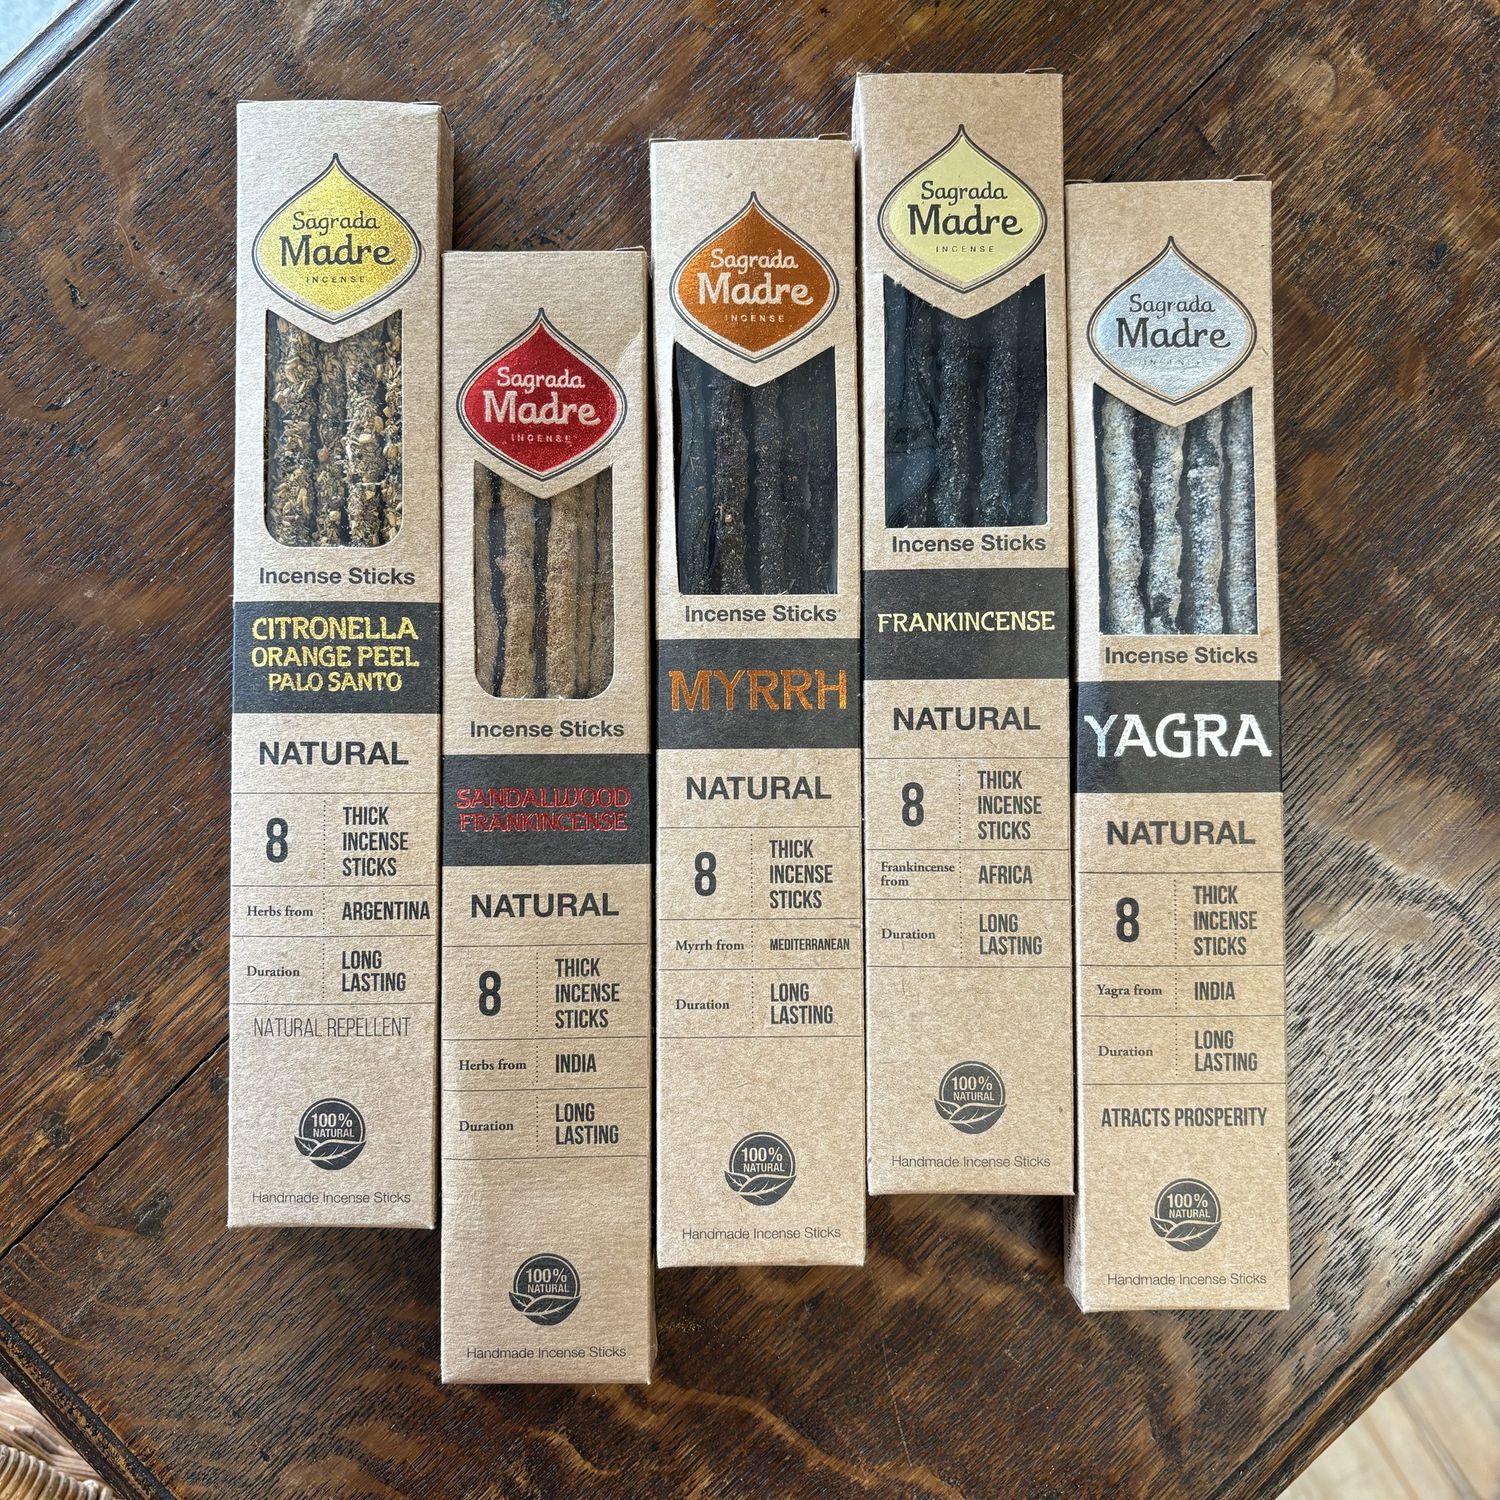 Sagrada
Madre
INCENSE
Incense Sticks
CITRONELLA
ORANGE PEEL
PALO SANTO
NATURAL
8
THICK
INCENSE
STICKS
Herbs from
ARGENTINA
Duration
LONG
LASTING
NATURAL REPELLENT
100%
NATURAL
Handmade Incense Sticks
Sagrada
Madre
INCENSE
Incense Sticks
SANDALWOOD
FRANKINCENSE
NATURAL
8
THICK
INCENSE
STICKS
Herbs from
INDIA
Duration
LONG
LASTING
100%
NATURAL
Handmade Incense Sticks
Sagrada
Madre
INCENSE
Incense Sticks
MYRRH
NATURAL
8
THICK
INCENSE
STICKS
Myrrh from
MEDITERRANEAN
Duration
LONG
LASTING
100%
NATURAL
Handmade Incense Sticks
Sagrada
Madre
INCENSE
Incense Sticks
FRANKINCENSE
NATURAL
8
THICK
INCENSE
STICKS
Frankincense
from
AFRICA
Duration
LONG
LASTING
100%
NATURAL
Handmade Incense Sticks
Sagrada
Madre
INCENSE
Incense Sticks
YAGRA
NATURAL
8
THICK
INCENSE
STICKS
Yagra from
INDIA
Duration
LONG
LASTING
ATRACTS PROSPERITY
100%
NATURAL
Handmade Incense Sticks